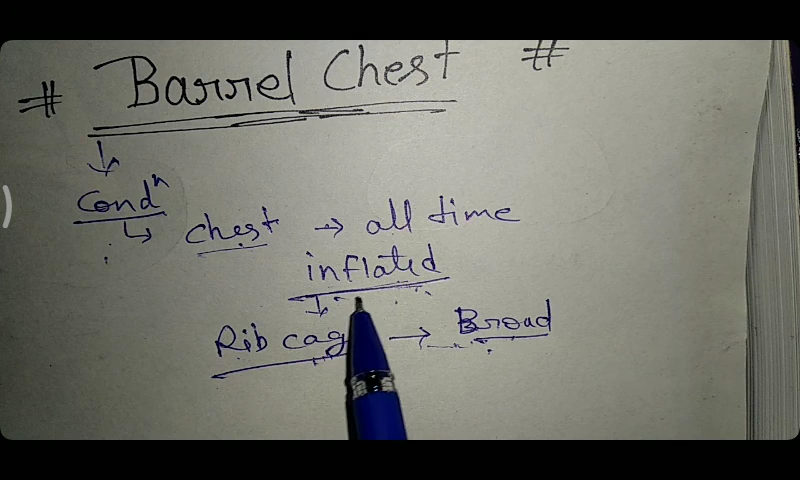 # Barrel Chest #
↓
Condⁿ
↳ chest → all time
inflated
↓
Rib cag → Broad